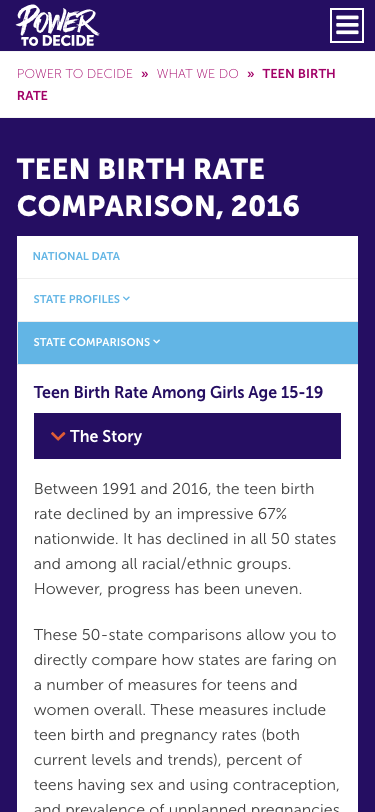 POWER
TO DECIDE
POWER TO DECIDE » WHAT WE DO » TEEN BIRTH
RATE
TEEN BIRTH RATE
COMPARISON, 2016
NATIONAL DATA
STATE PROFILES
STATE COMPARISONS
Teen Birth Rate Among Girls Age 15-19
The Story
Between 1991 and 2016, the teen birth
rate declined by an impressive 67%
nationwide. It has declined in all 50 states
and among all racial/ethnic groups.
However, progress has been uneven.
These 50-state comparisons allow you to
directly compare how states are faring on
a number of measures for teens and
women overall. These measures include
teen birth and pregnancy rates (both
current levels and trends), percent of
teens having sex and using contraception,
and prevalence of unplanned pregnancies